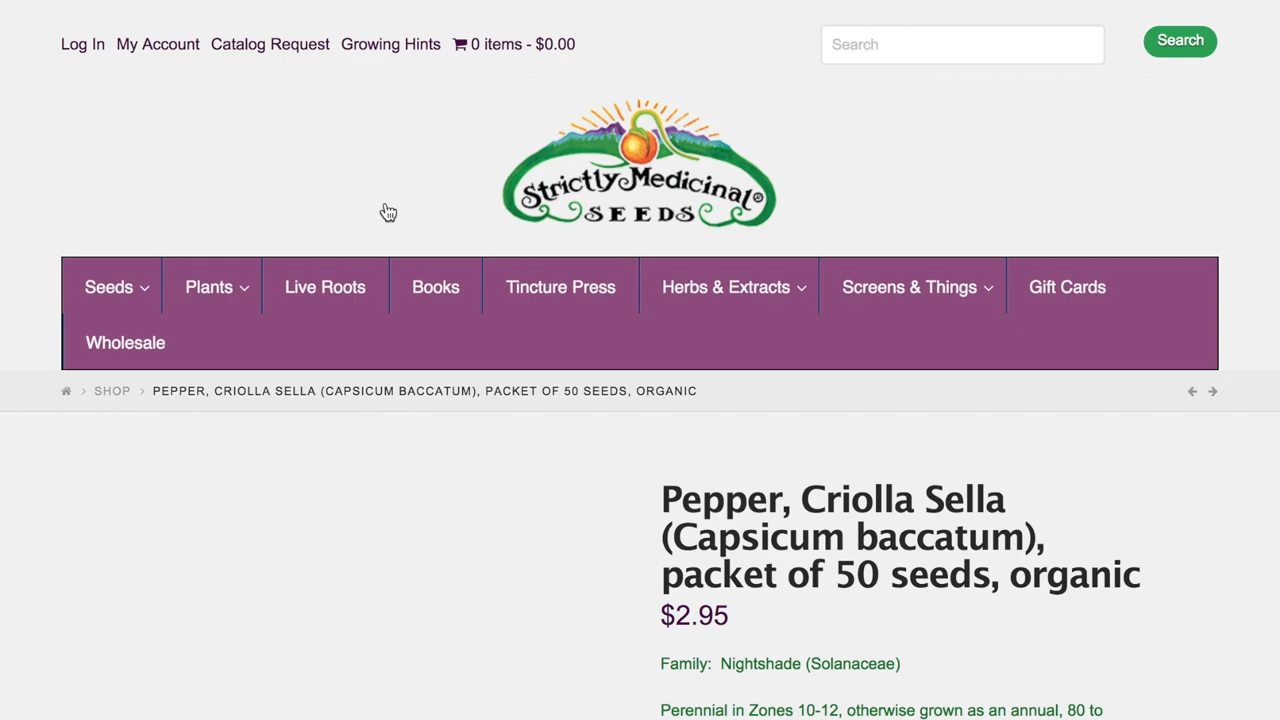 Log In My Account Catalog Request Growing Hints 0 items - $0.00 Search Search
Strictly Medicinal®
SEEDS
Seeds Plants Live Roots Books Tincture Press Herbs & Extracts Screens & Things Gift Cards
Wholesale
SHOP PEPPER, CRIOLLA SELLA (CAPSICUM BACCATUM), PACKET OF 50 SEEDS, ORGANIC
Pepper, Criolla Sella
(Capsicum baccatum),
packet of 50 seeds, organic
$2.95
Family: Nightshade (Solanaceae)
Perennial in Zones 10-12, otherwise grown as an annual, 80 to